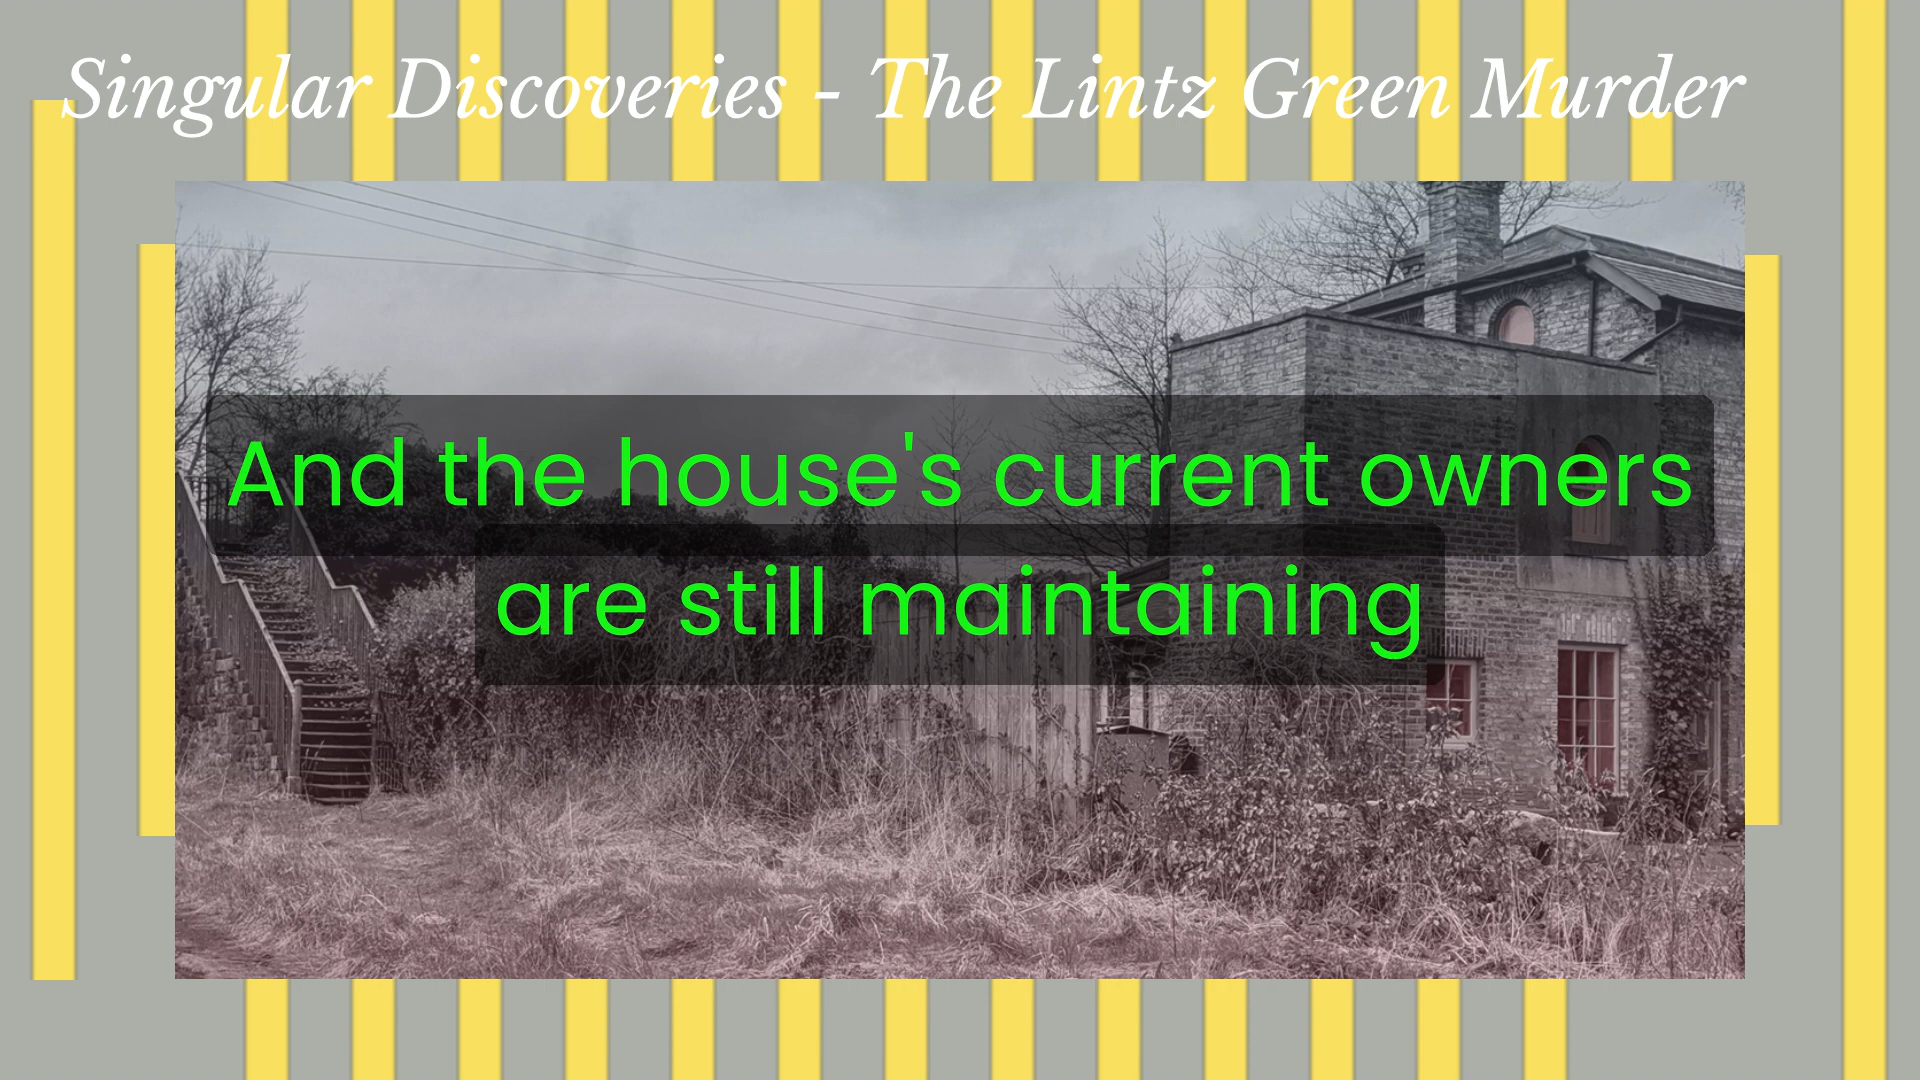 Singular Discoveries - The Lintz Green Murder
And the house's current owners
are still maintaining